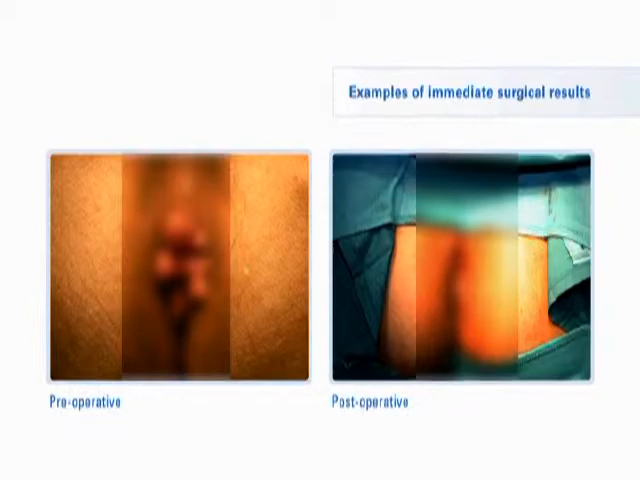 Examples of immediate surgical results
Pre-operative
Post-operative